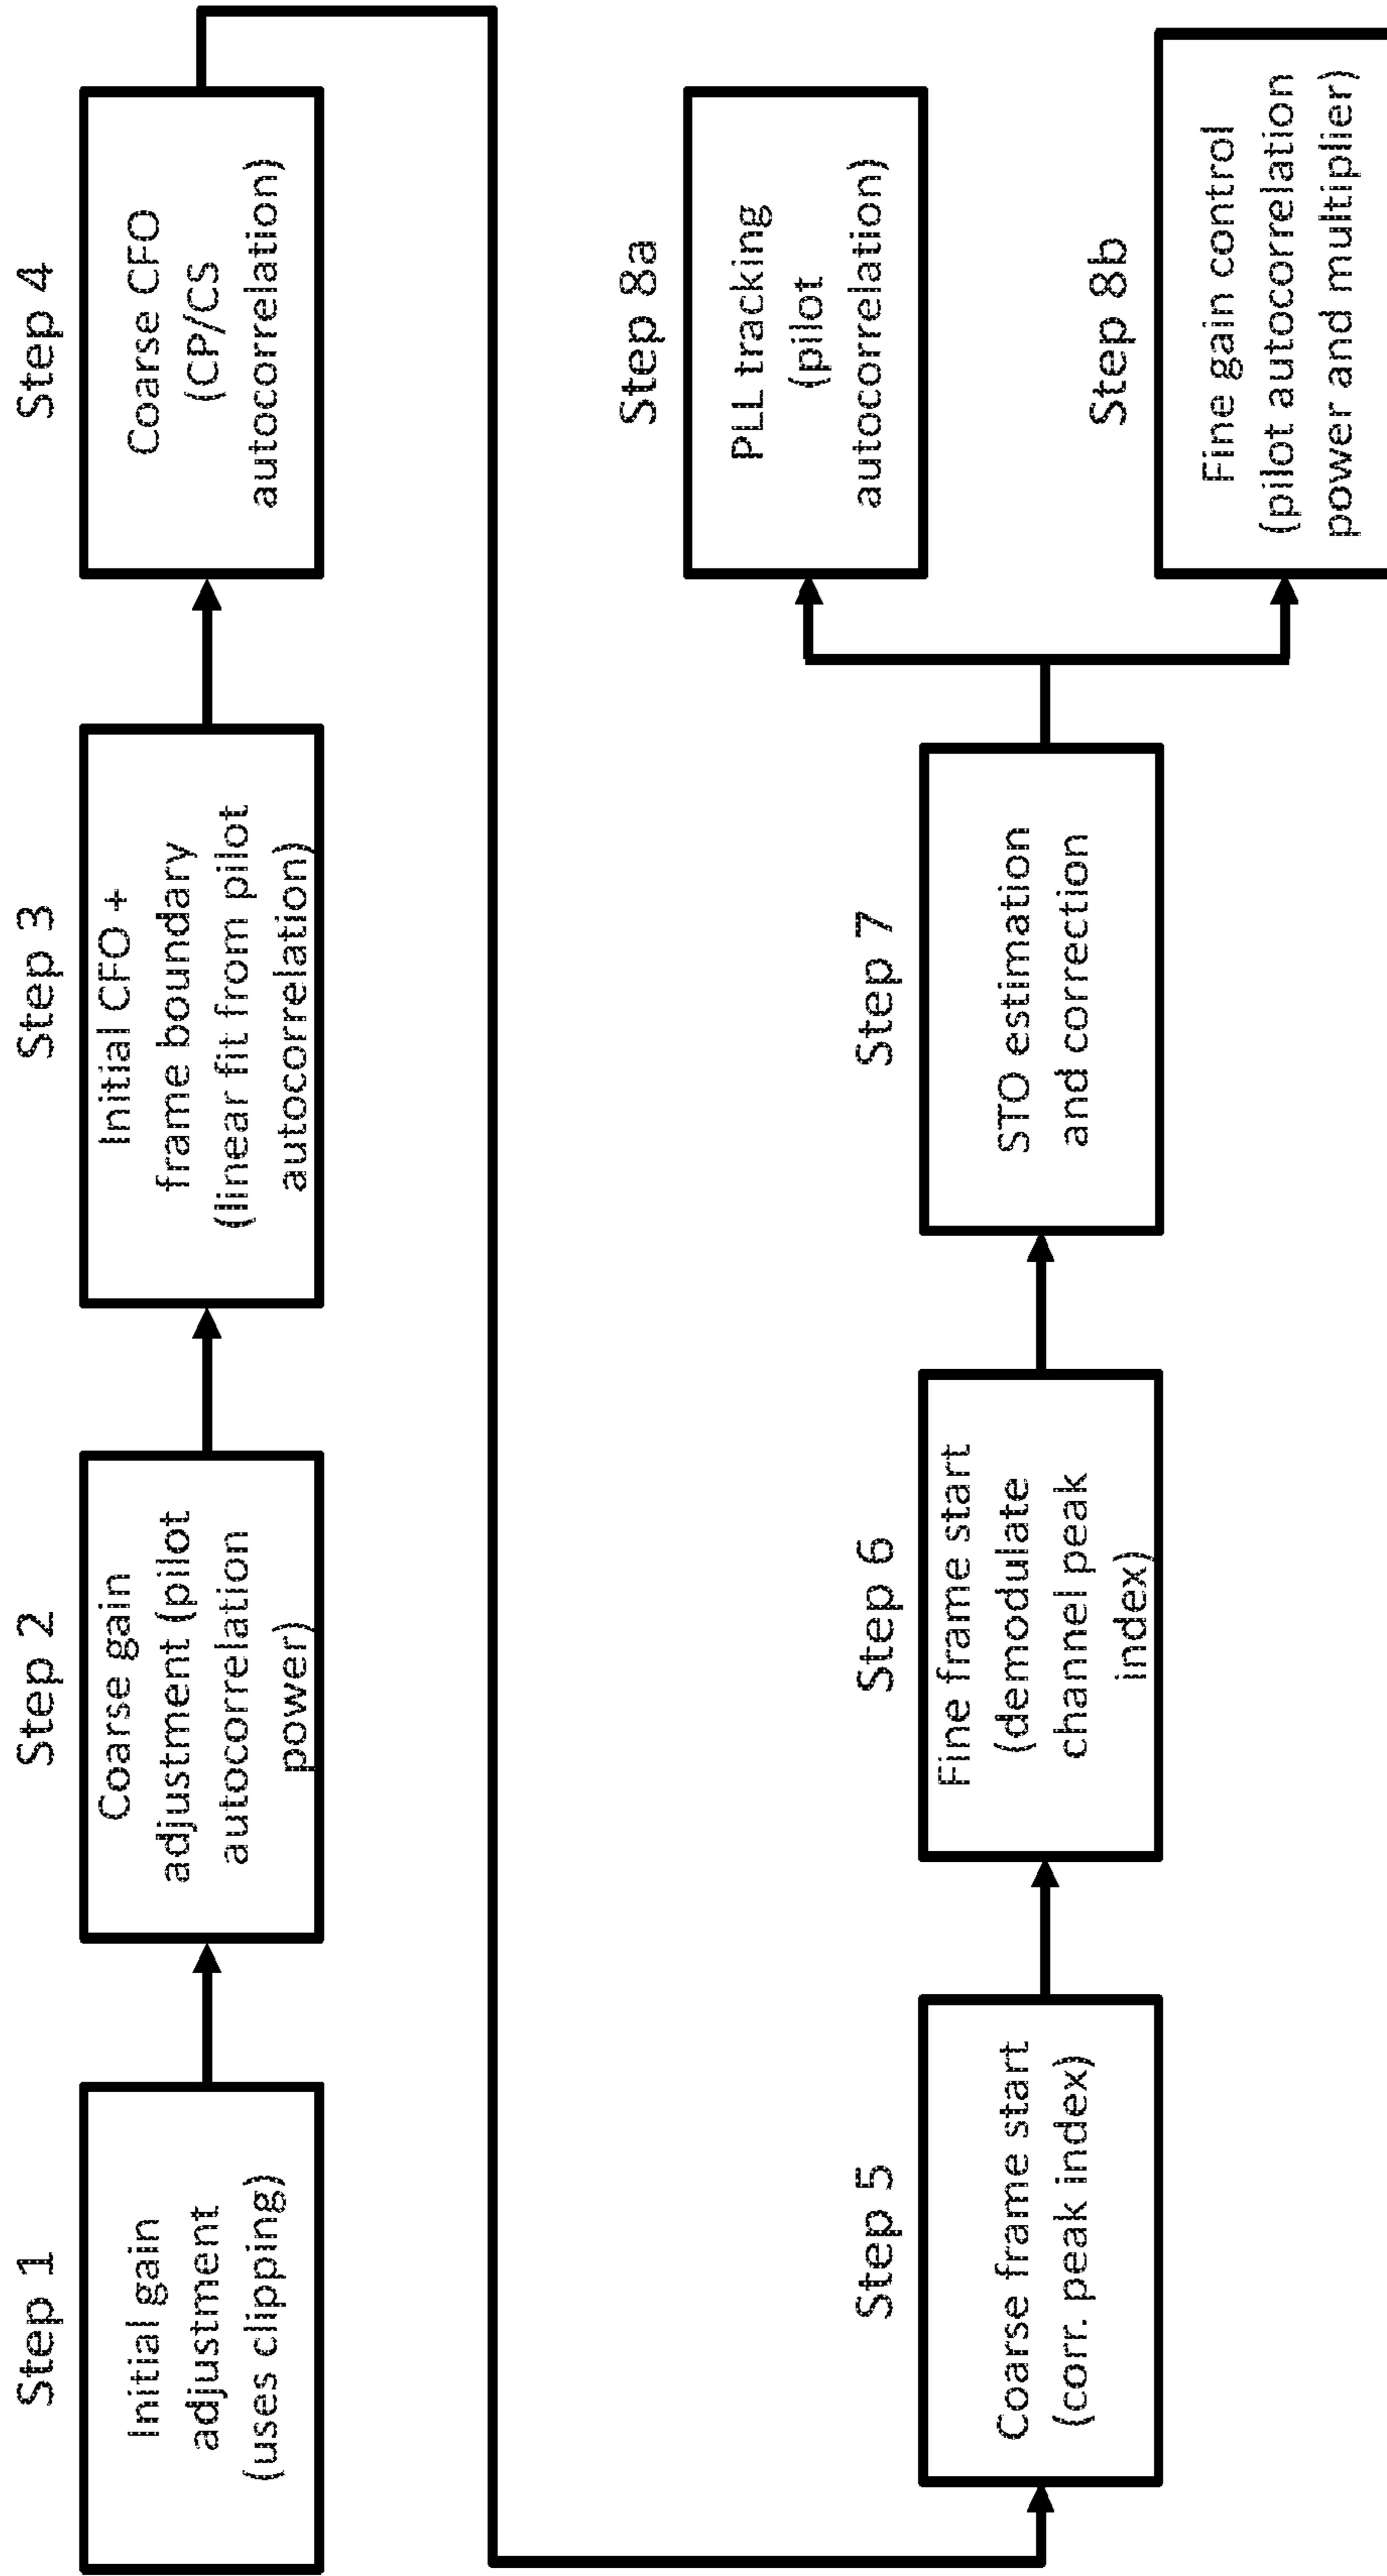 Step 1
Initial gain
adjustment
(uses clipping)
Step 2
Coarse gain
adjustment (pilot
autocorrelation
power)
Step 3
Initial CFO +
frame boundary
(linear fit from pilot
autocorrelation)
Step 4
Coarse CFO
(CP/CS
autocorrelation)
Step 5
Coarse frame start
(corr. peak index)
Step 6
Fine frame start
(demodulate
channel peak
index)
Step 7
STO estimation
and correction
Step 8a
PLL tracking
(pilot
autocorrelation)
Step 8b
Fine gain control
(pilot autocorrelation
power and multiplier)